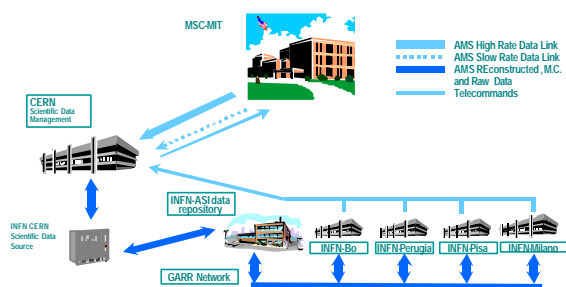 MSC-MIT
AMS High Rate Data Link
AMS Slow Rate Data Link
AMS REconstructed, M.C.
and Raw Data
Telecommands
CERN
Scientific Data
Management
INFN-ASI data
repository
INFN CERN
Scientific Data
Source
INFN-Bo
INFN-Perugia
INFN-Pisa
INFN-Milano
GARR Network